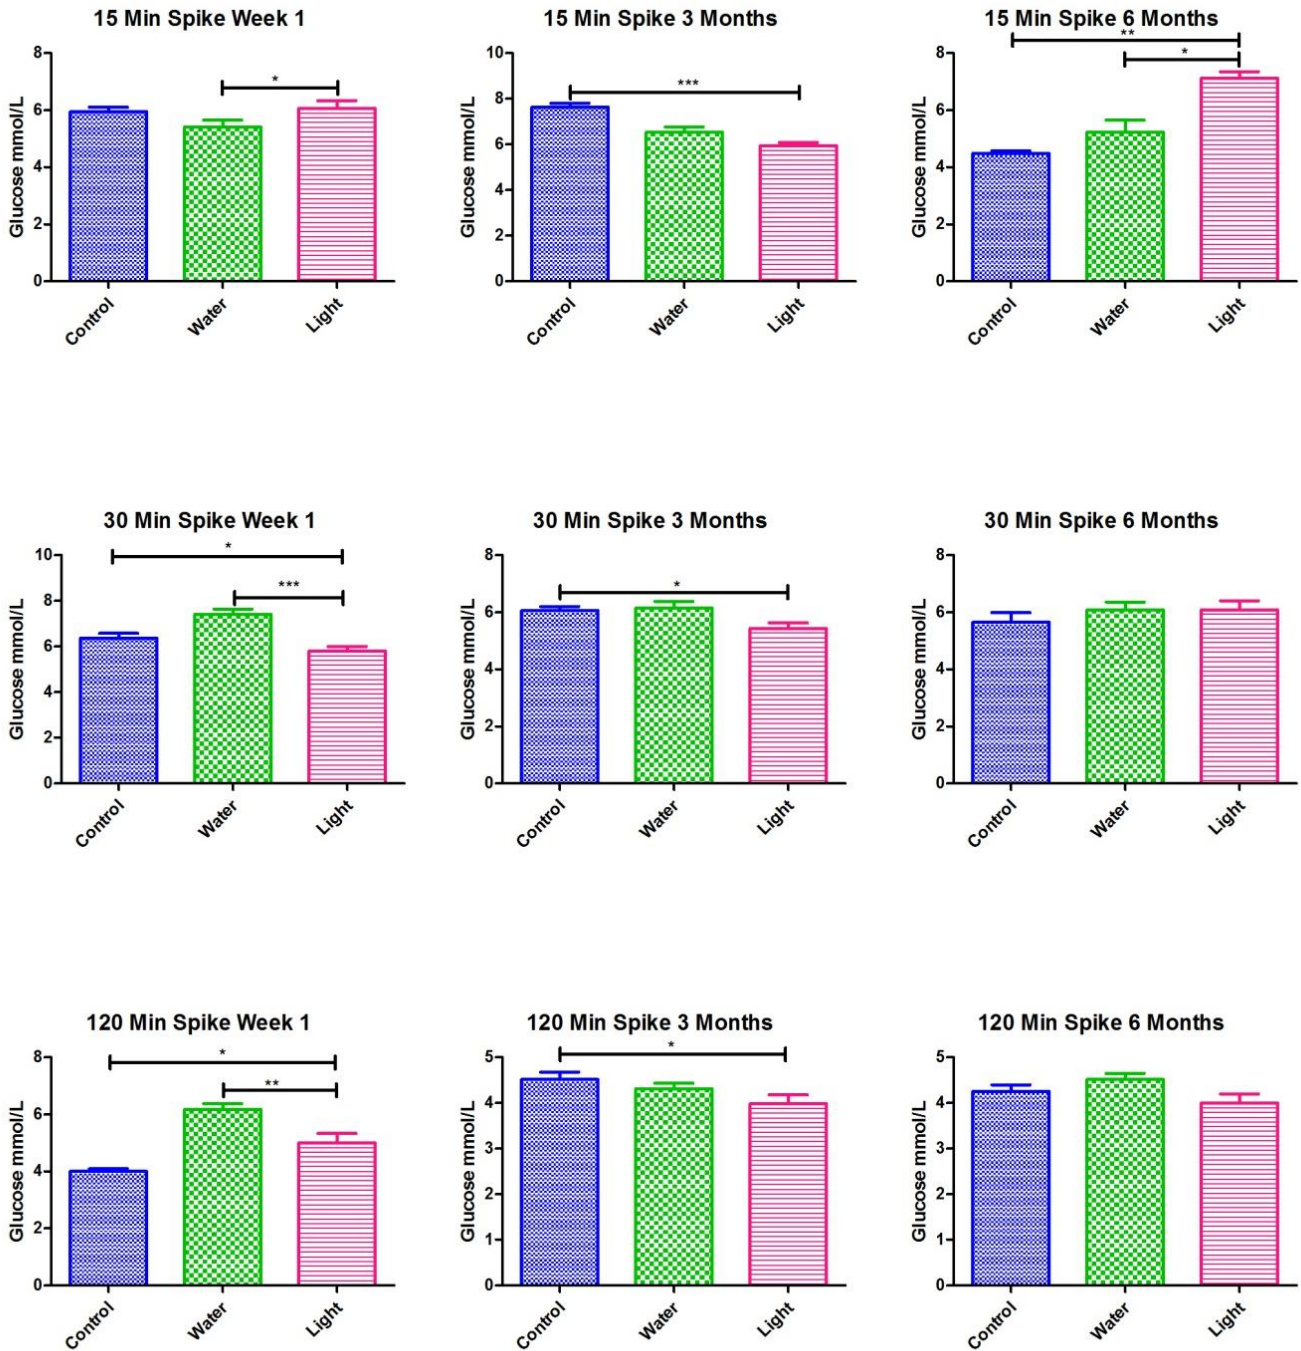 15 Min Spike Week 1
Glucose mmol/L
8
6
4
2
0
*
Control
Water
Light
15 Min Spike 3 Months
Glucose mmol/L
10
8
6
4
2
0
***
Control
Water
Light
15 Min Spike 6 Months
Glucose mmol/L
8
6
4
2
0
**
*
Control
Water
Light
30 Min Spike Week 1
Glucose mmol/L
10
8
6
4
2
0
*
***
Control
Water
Light
30 Min Spike 3 Months
Glucose mmol/L
8
6
4
2
0
*
Control
Water
Light
30 Min Spike 6 Months
Glucose mmol/L
8
6
4
2
0
Control
Water
Light
120 Min Spike Week 1
Glucose mmol/L
8
6
4
2
0
*
**
Control
Water
Light
120 Min Spike 3 Months
Glucose mmol/L
5
4
3
2
1
0
*
Control
Water
Light
120 Min Spike 6 Months
Glucose mmol/L
5
4
3
2
1
0
Control
Water
Light